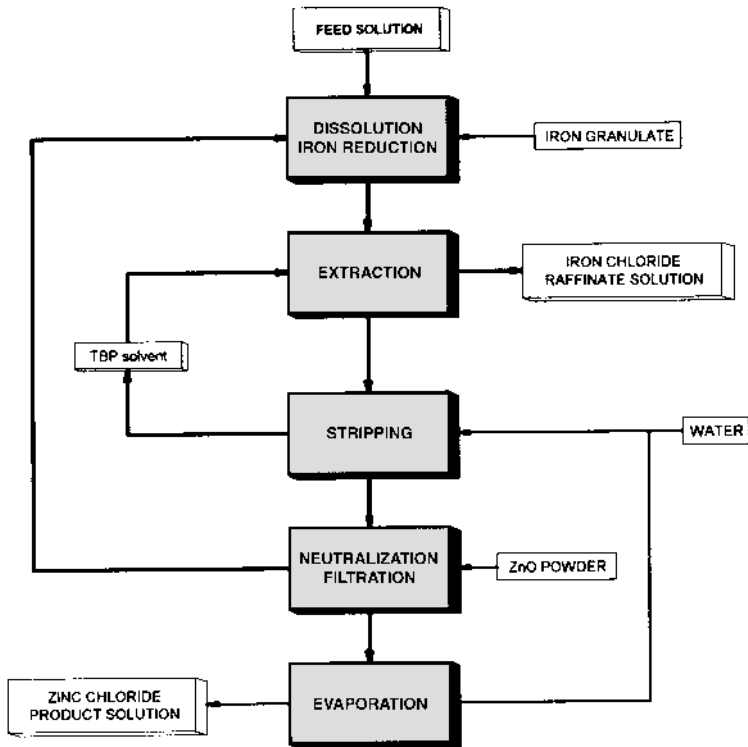 FEED SOLUTION
DISSOLUTION
IRON REDUCTION
IRON GRANULATE
EXTRACTION
IRON CHLORIDE
RAFFINATE SOLUTION
TBP solvent
STRIPPING
WATER
NEUTRALIZATION
FILTRATION
ZnO POWDER
ZINC CHLORIDE
PRODUCT SOLUTION
EVAPORATION